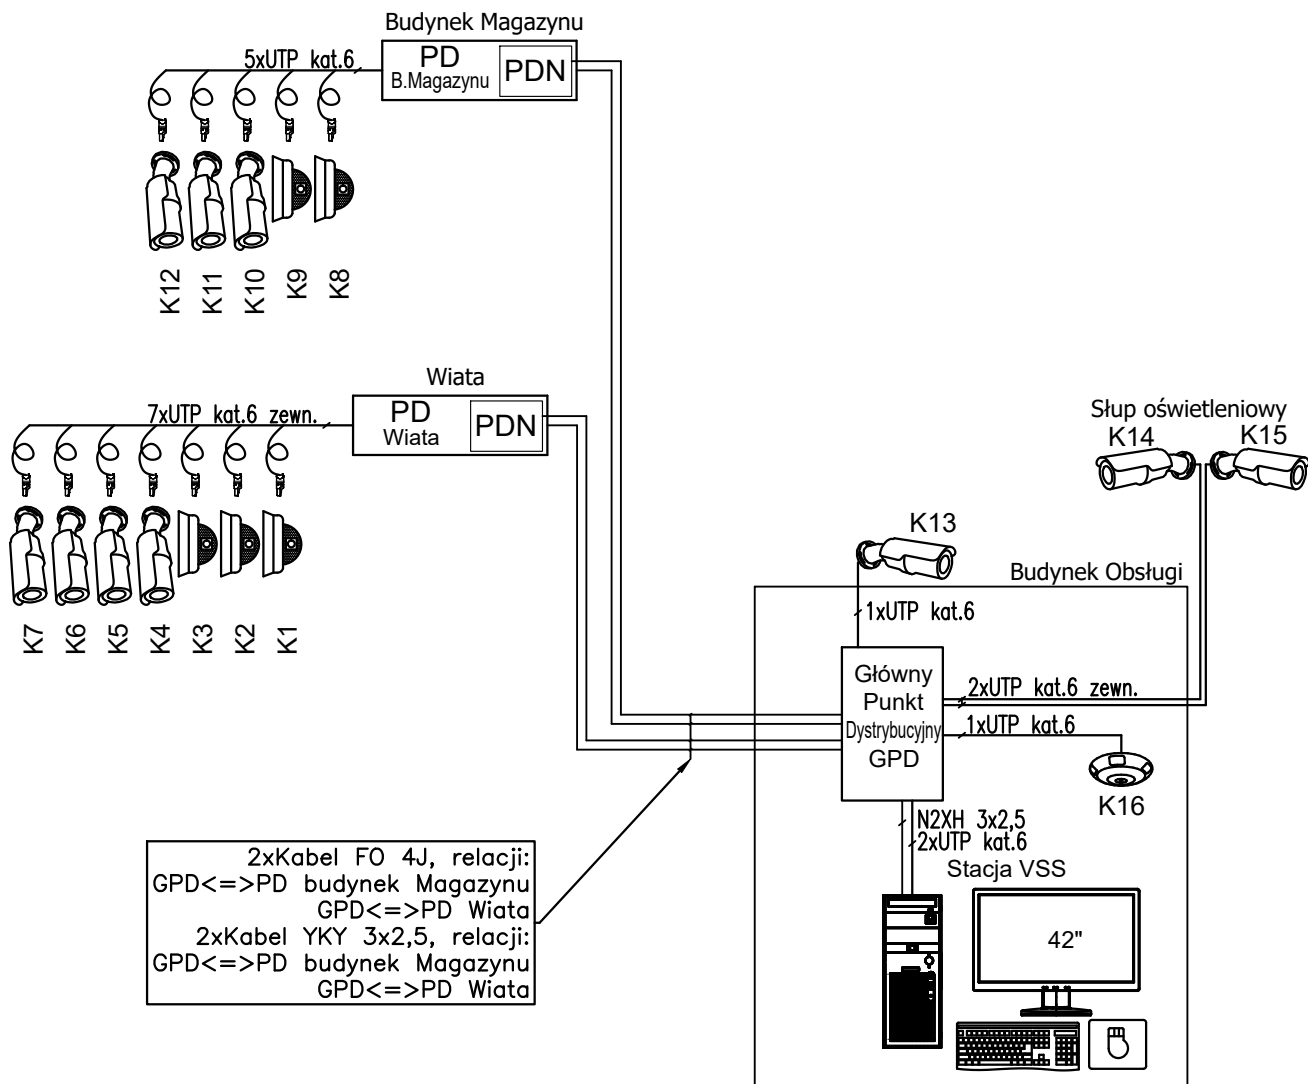 Budynek Magazynu
5xUTP kat.6
PD
B.Magazynu
PDN
K12
K11
K10
K9
K8
Wiata
7xUTP kat.6 zewn.
PD
Wiata
PDN
K7
K6
K5
K4
K3
K2
K1
Słup oświetleniowy
K14
K15
K13
Budynek Obsługi
1xUTP kat.6
Główny
Punkt
Dystrybucyjny
GPD
2xUTP kat.6 zewn.
1xUTP kat.6
K16
N2XH 3x2,5
2xUTP kat.6
Stacja VSS
42"
2xKabel FO 4J, relacji:
GPD<=>PD budynek Magazynu
GPD<=>PD Wiata
2xKabel YKY 3x2,5, relacji:
GPD<=>PD budynek Magazynu
GPD<=>PD Wiata